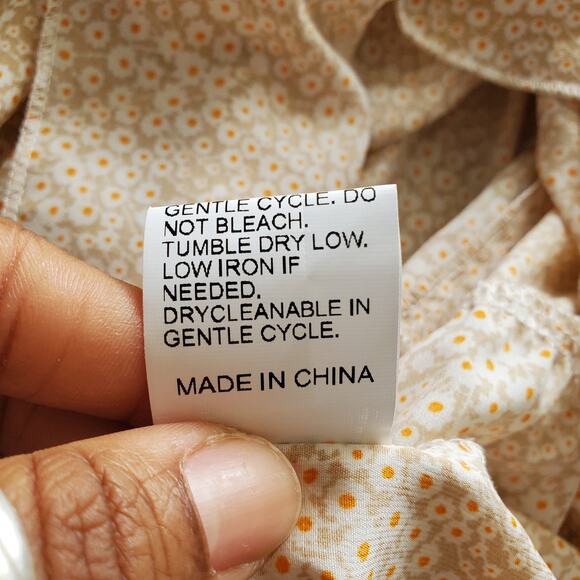 GENTLE CYCLE. DO
NOT BLEACH.
TUMBLE DRY LOW.
LOW IRON IF
NEEDED.
DRYCLEANABLE IN
GENTLE CYCLE.
MADE IN CHINA